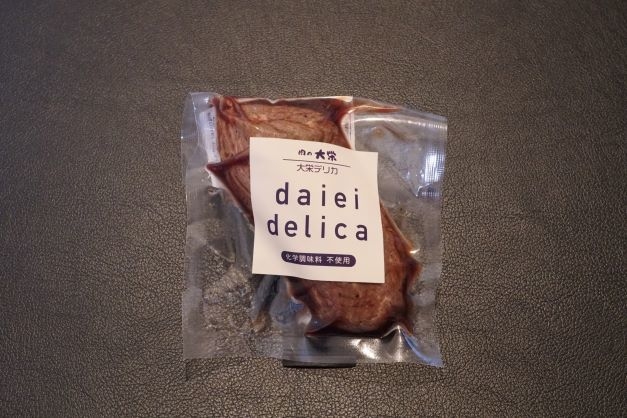 肉の大栄
大栄デリカ
daiei
delica
化学調味料 不使用